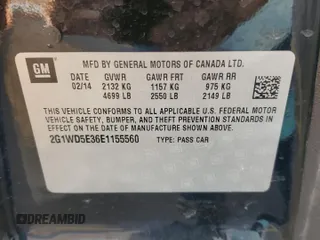 GM
MFD BY GENERAL MOTORS OF CANADA LTD.
DATE GVWR GAWR FRT GAWR RR
02/14 2132 KG 1157 KG 975 KG
4699 LB 2550 LB 2149 LB
THIS VEHICLE CONFORMS TO ALL APPLICABLE U.S. FEDERAL MOTOR
VEHICLE SAFETY, BUMPER, AND THEFT PREVENTION STANDARDS
IN EFFECT ON THE DATE OF MANUFACTURE SHOWN ABOVE.
2G1WD5E36E1155560 TYPE: PASS CAR
DREAMBID